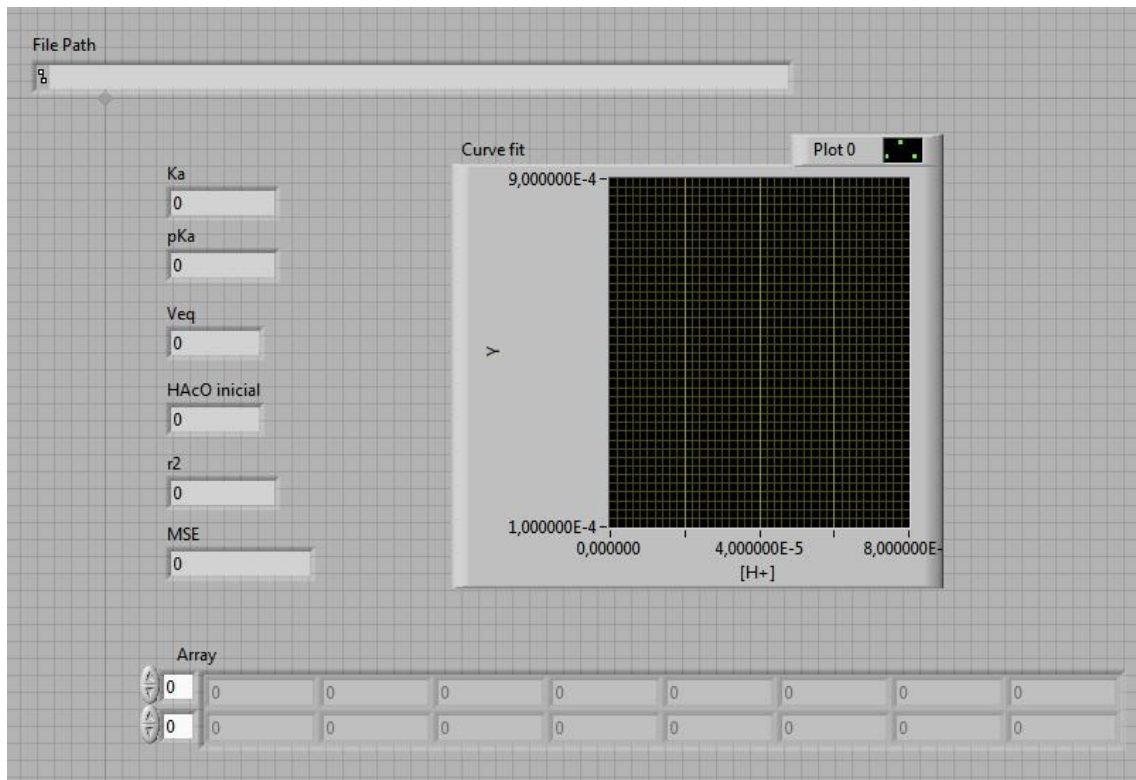 File Path
Curve fit
Plot 0
Ka
0
pKa
0
Veq
0
HAcO inicial
0
r2
0
MSE
0
9,000000E-4
Y
1,000000E-4
0,000000 4,000000E-5 8,000000E-
[H+]
Array
0 0 0 0 0 0 0 0 0
0 0 0 0 0 0 0 0 0